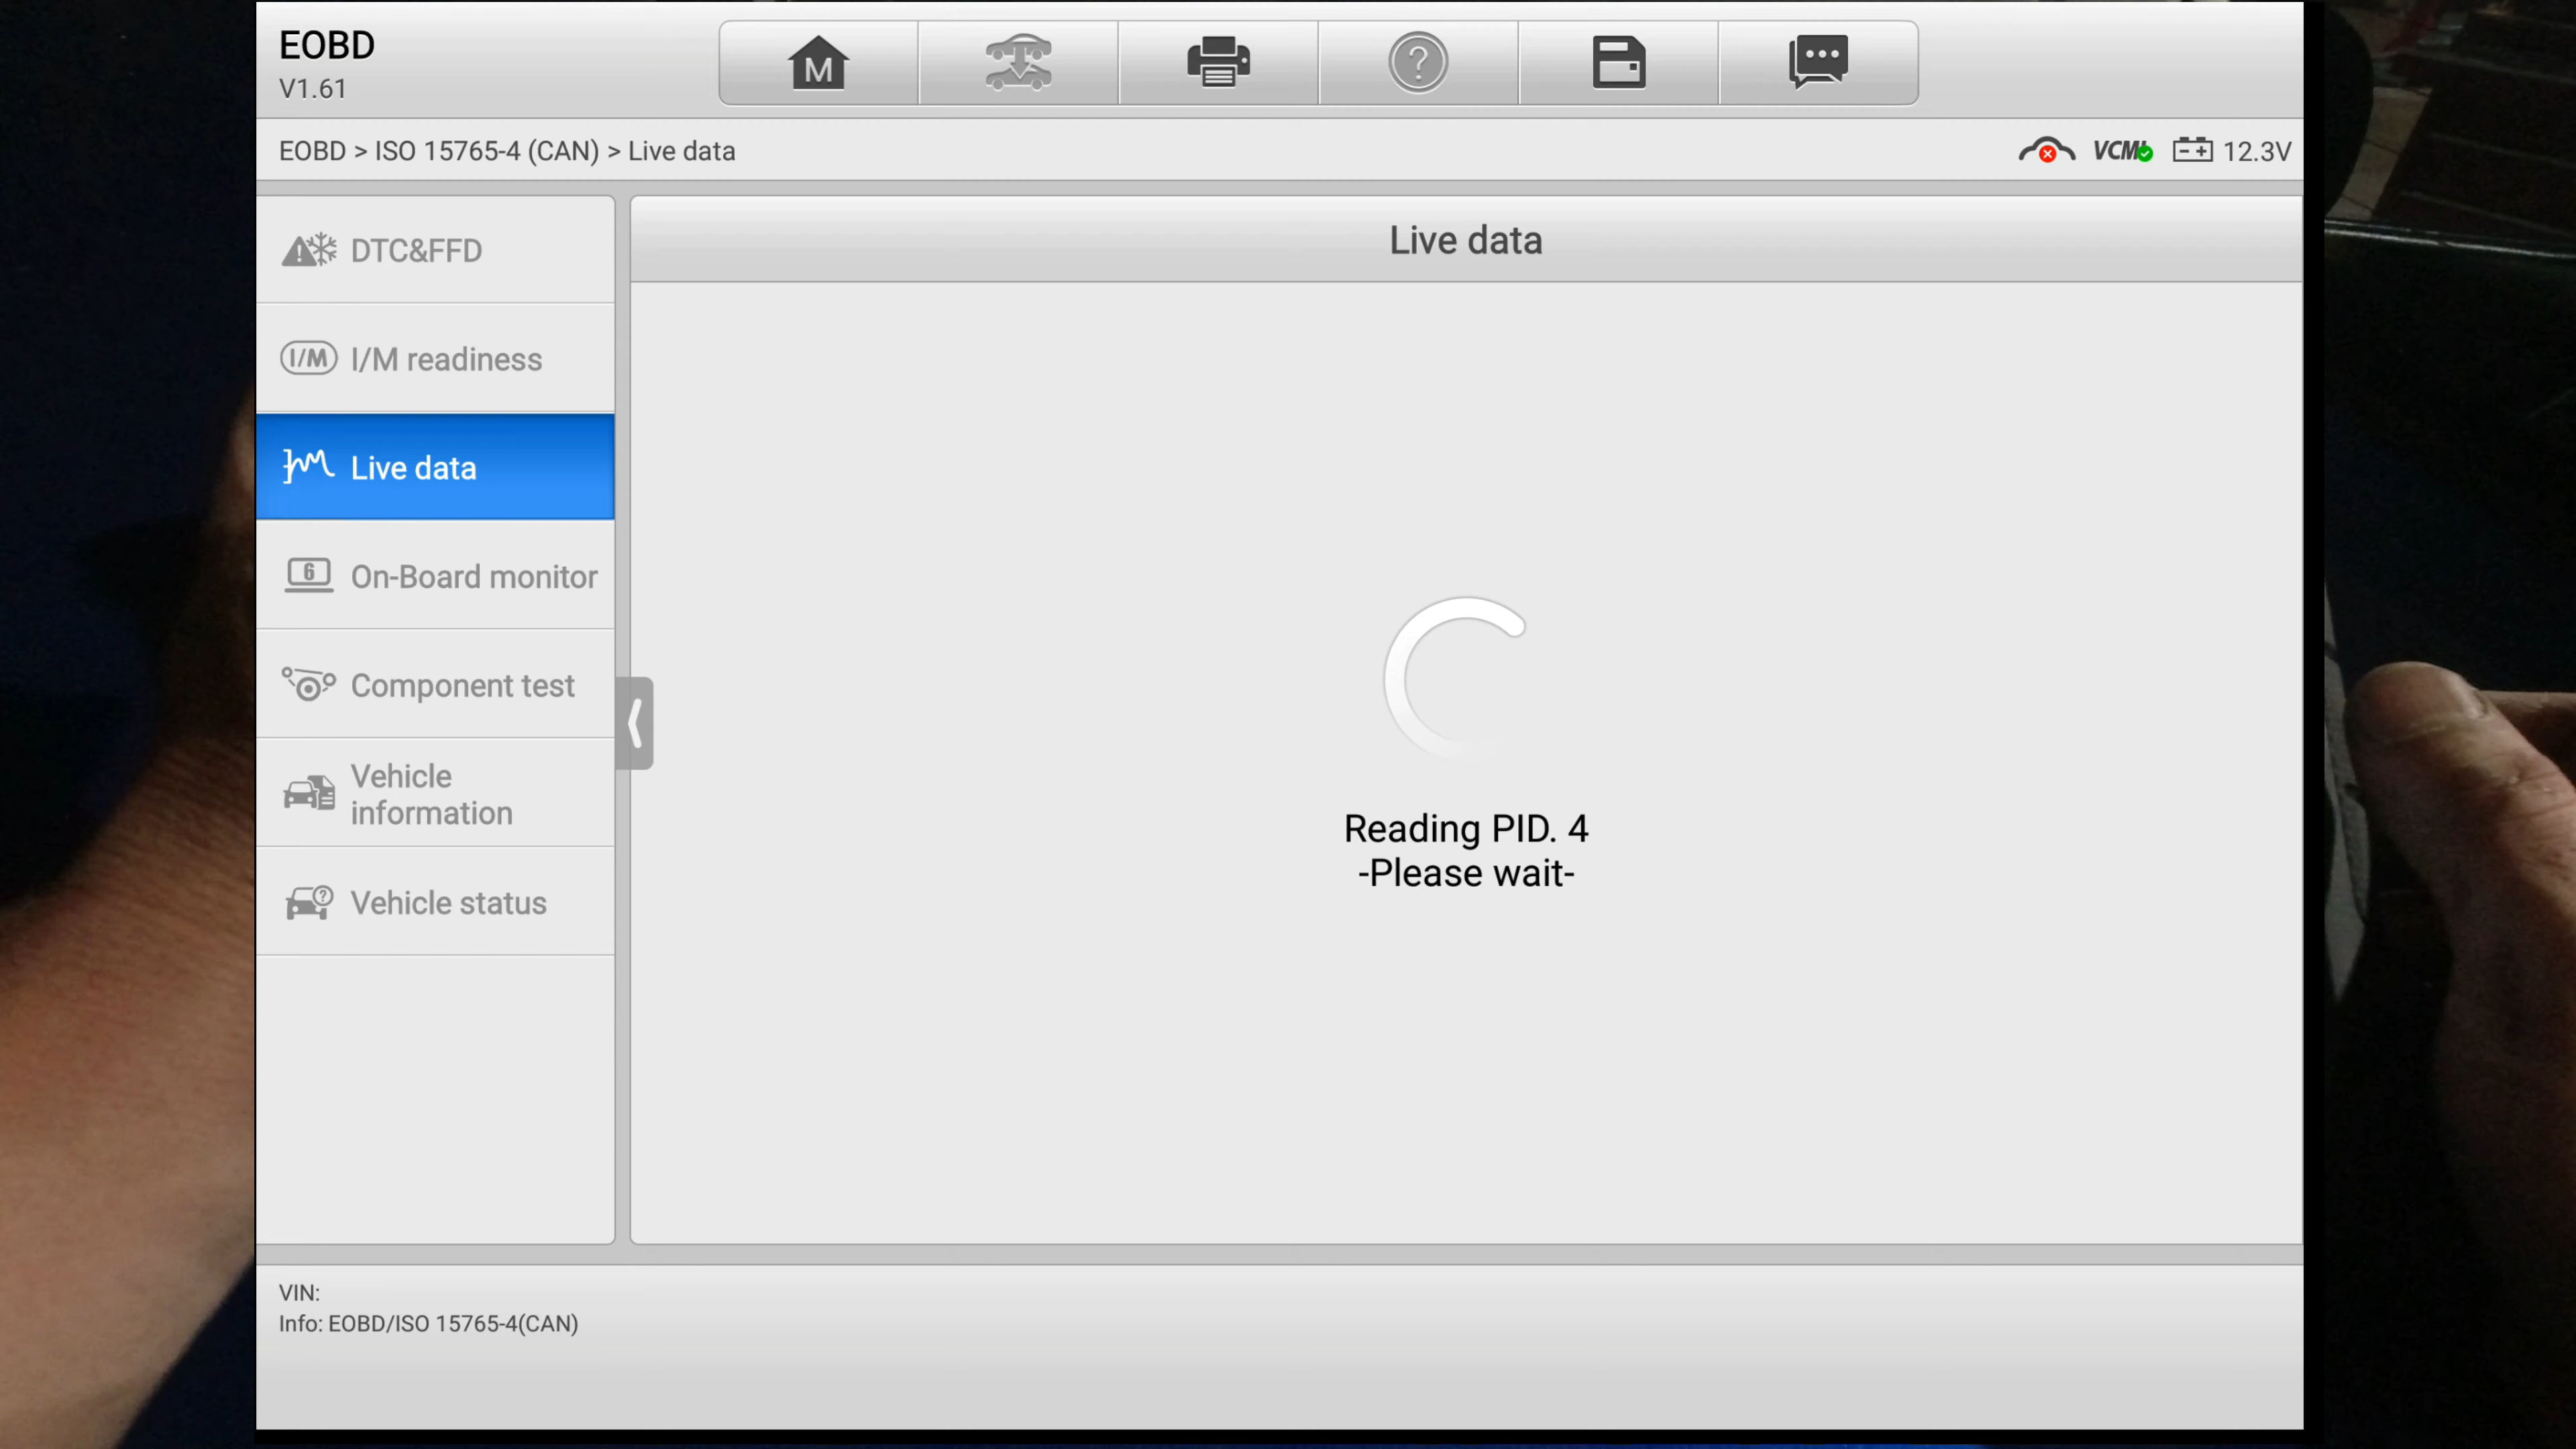 EOBD
V1.61
M
?
EOBD > ISO 15765-4 (CAN) > Live data
VCMI
12.3V
DTC&FFD
I/M I/M readiness
Live data
6 On-Board monitor
Component test
Vehicle
information
? Vehicle status
Live data
Reading PID. 4
-Please wait-
VIN:
Info: EOBD/ISO 15765-4(CAN)